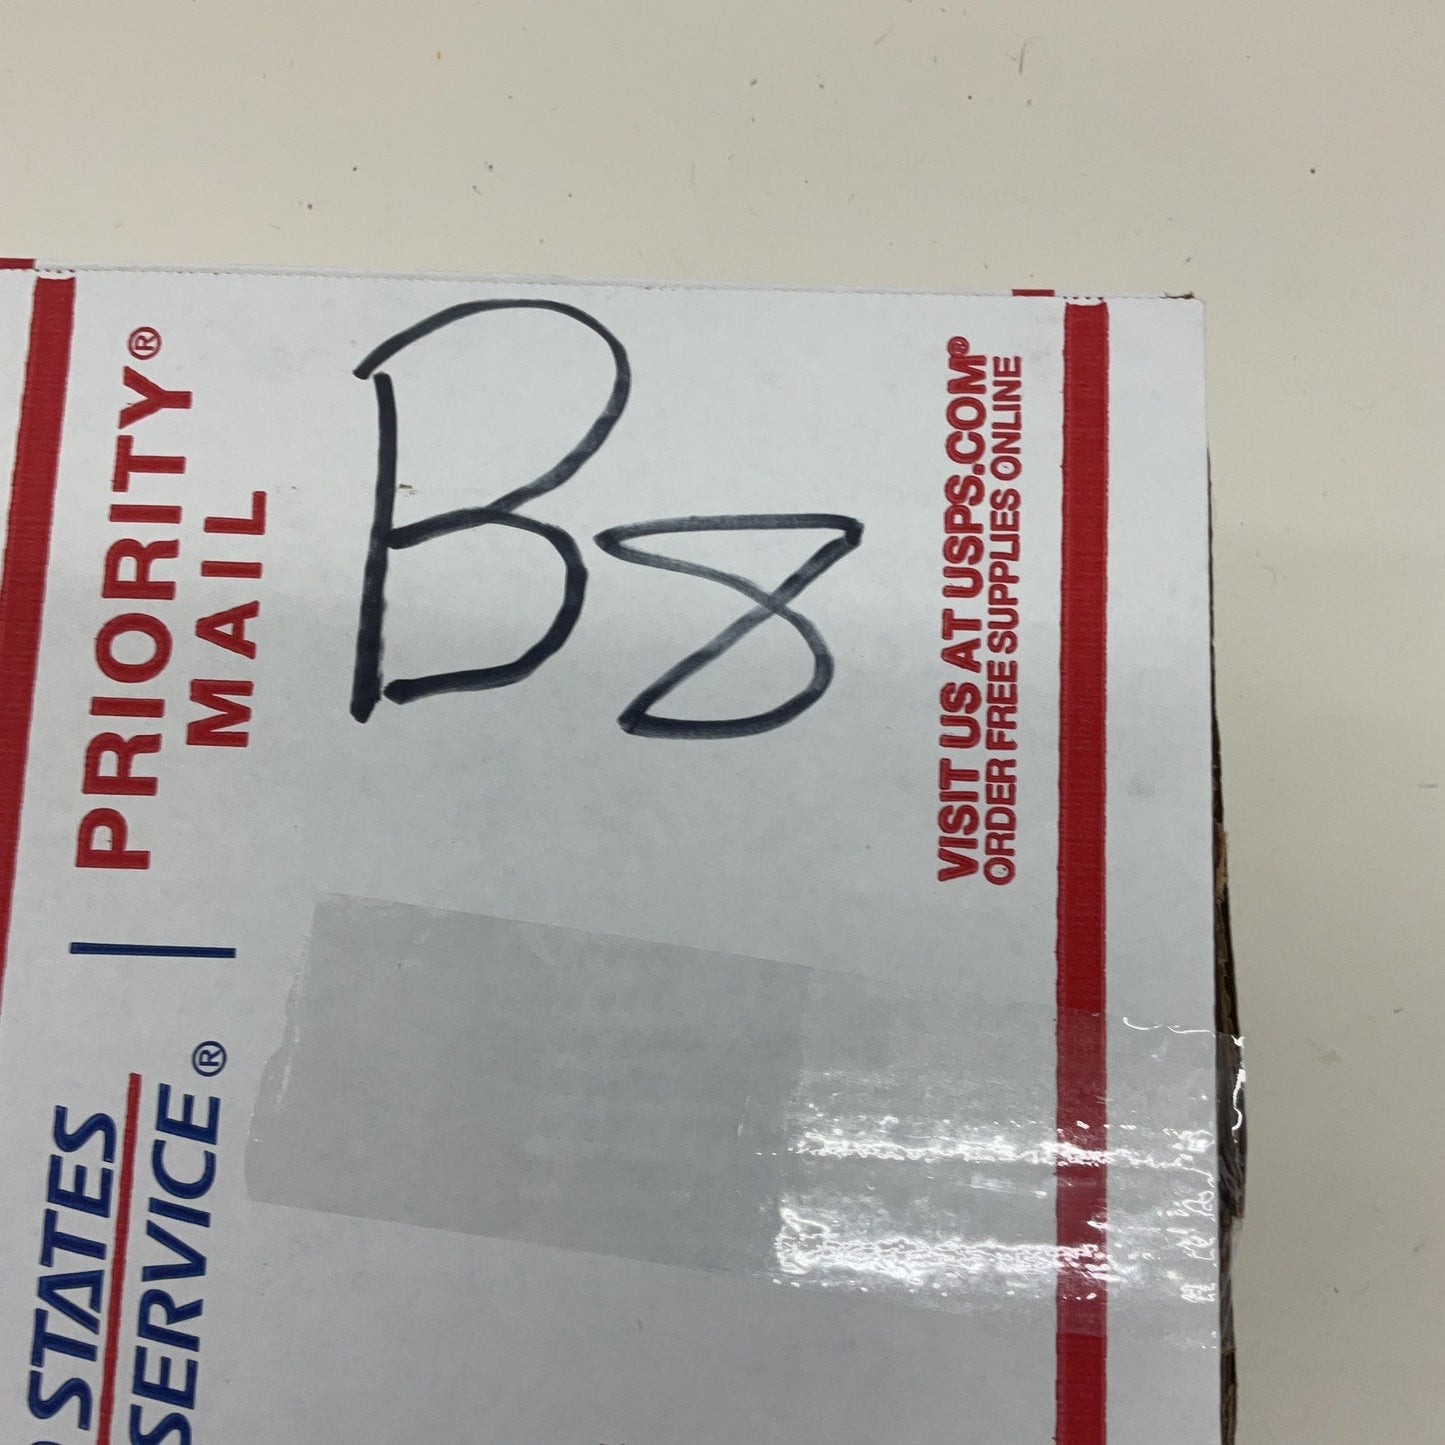 B8
PRIORITY®
MAIL
VISIT US AT USPS.COM®
ORDER FREE SUPPLIES ONLINE
STATES
SERVICE®